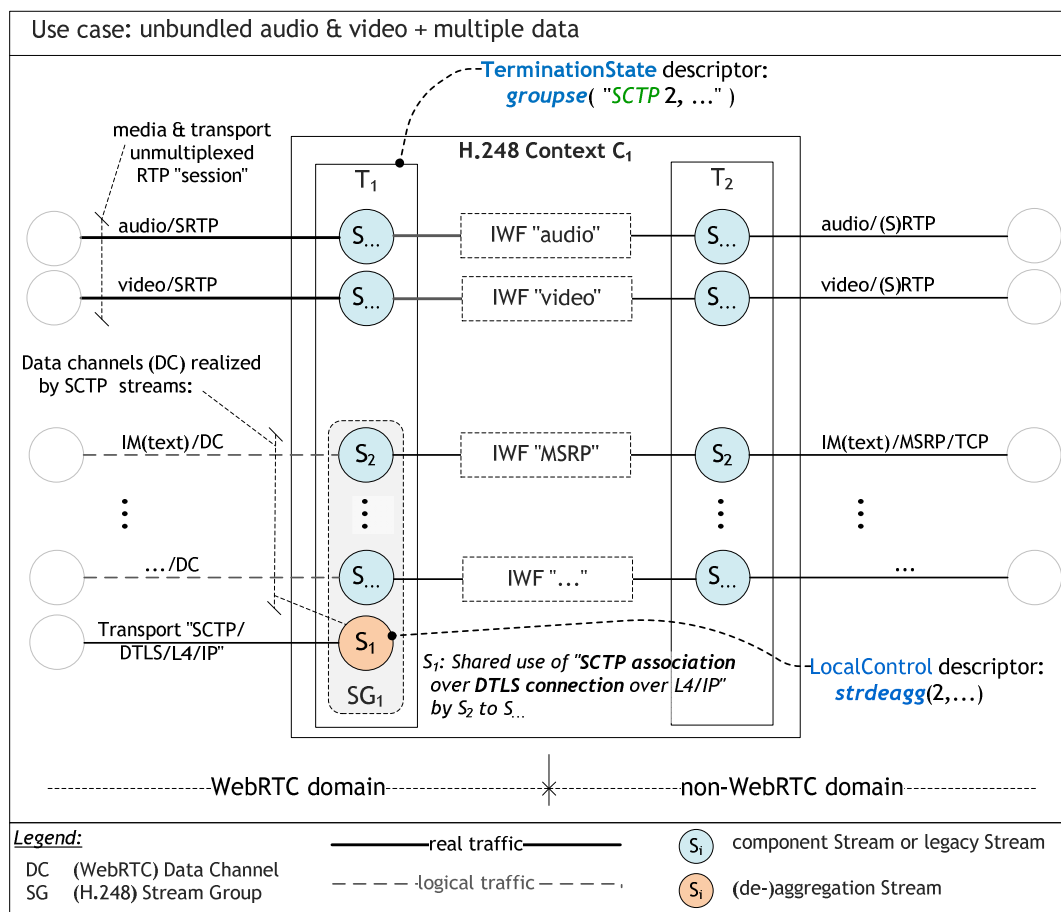 Use case: unbundled audio & video + multiple data
TerminationState descriptor:
groupse( "SCTP 2, ..." )
media & transport
unmultiplexed
RTP "session"
H.248 Context C1
T1
T2
audio/SRTP
S...
IWF "audio"
S...
audio/(S)RTP
video/SRTP
S...
IWF "video"
S...
video/(S)RTP
Data channels (DC) realized
by SCTP streams:
IM(text)/DC
S2
IWF "MSRP"
S2
IM(text)/MSRP/TCP
.../DC
S...
IWF "..."
S...
...
Transport "SCTP/
DTLS/L4/IP"
S1
SG1
S1: Shared use of "SCTP association
over DTLS connection over L4/IP"
by S2 to S...
LocalControl descriptor:
strdeagg(2,...)
WebRTC domain
non-WebRTC domain
Legend:
DC (WebRTC) Data Channel
SG (H.248) Stream Group
real traffic
logical traffic
Si component Stream or legacy Stream
Si (de-)aggregation Stream